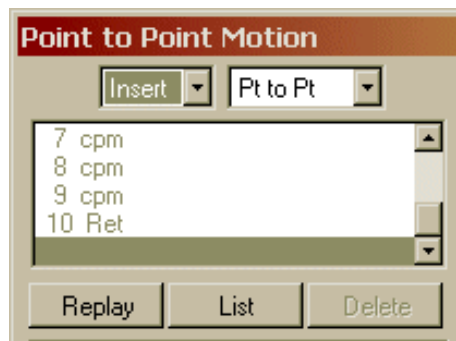 Point to Point Motion
Insert Pt to Pt
7 cpm
8 cpm
9 cpm
10 Ret
Replay List Delete